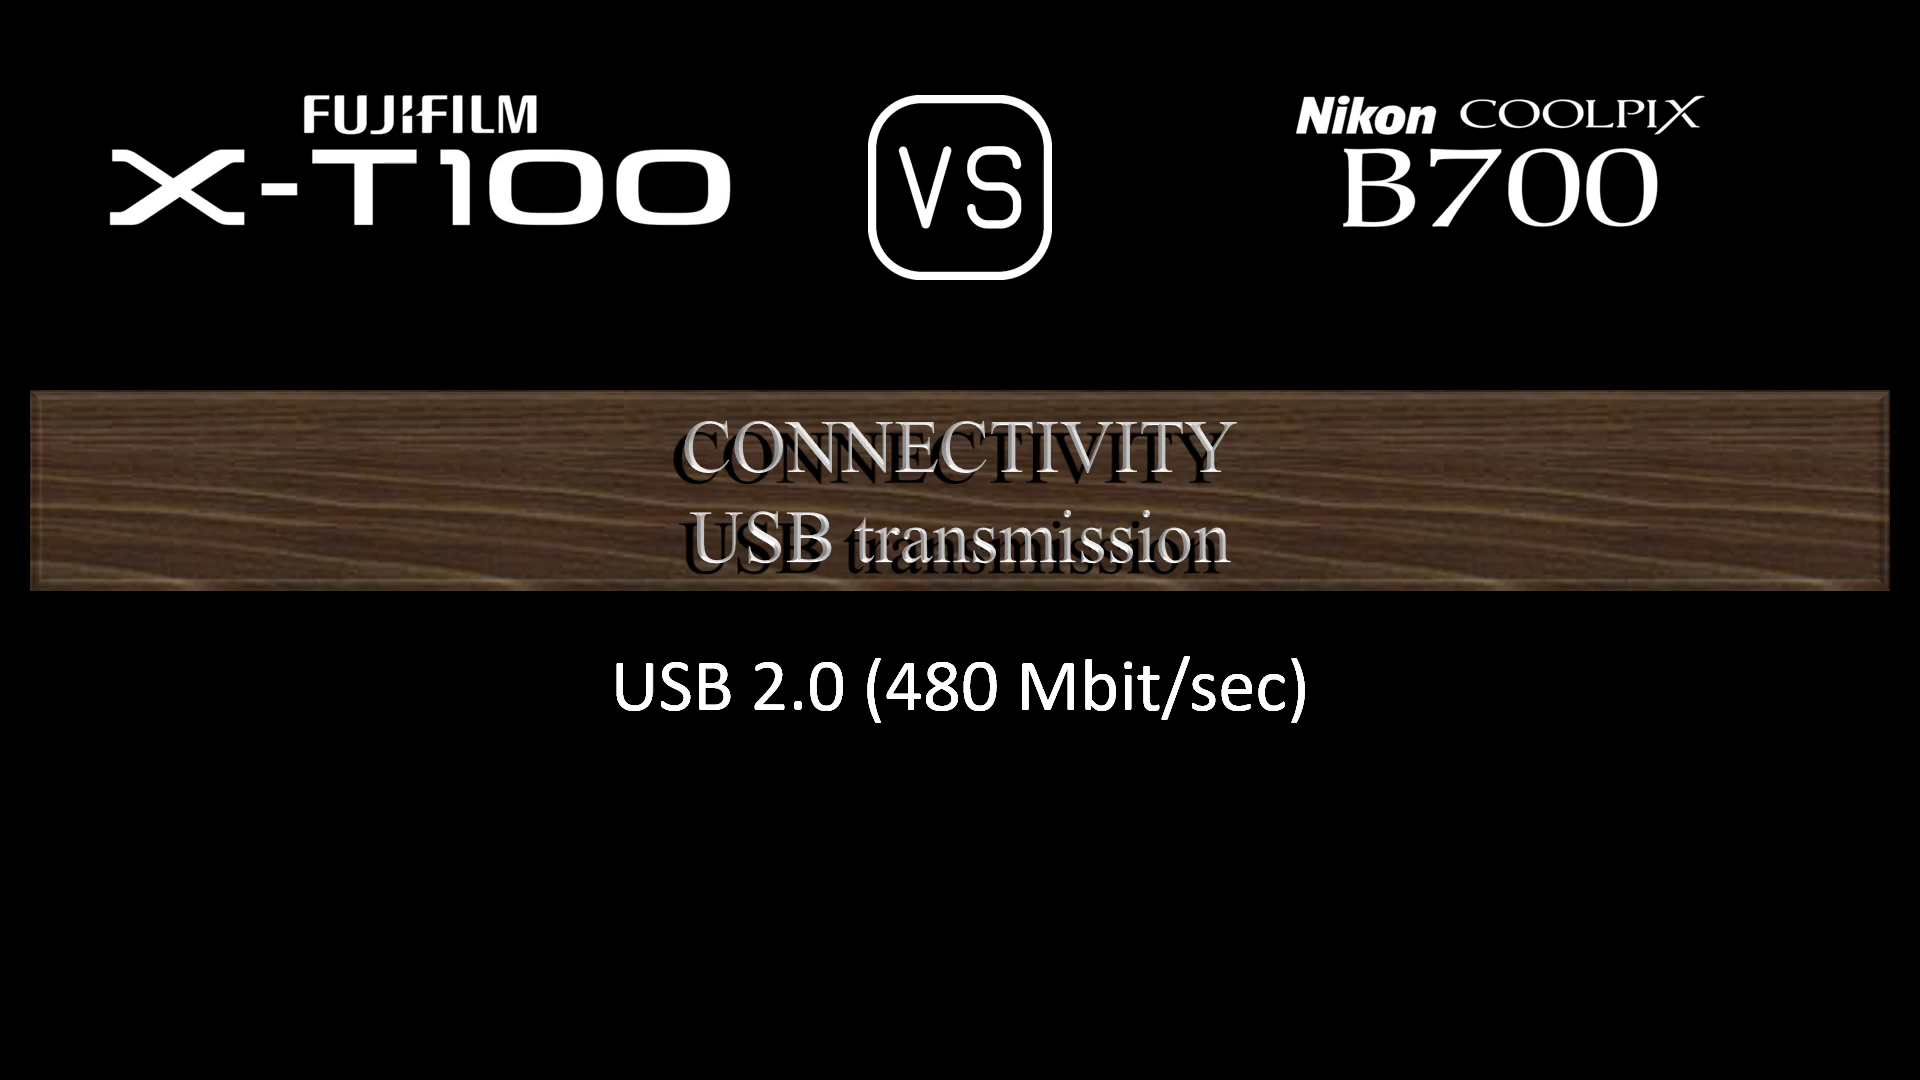 FUJIFILM
X-T100
VS
Nikon COOLPIX
B700
CONNECTIVITY
USB transmission
USB 2.0 (480 Mbit/sec)